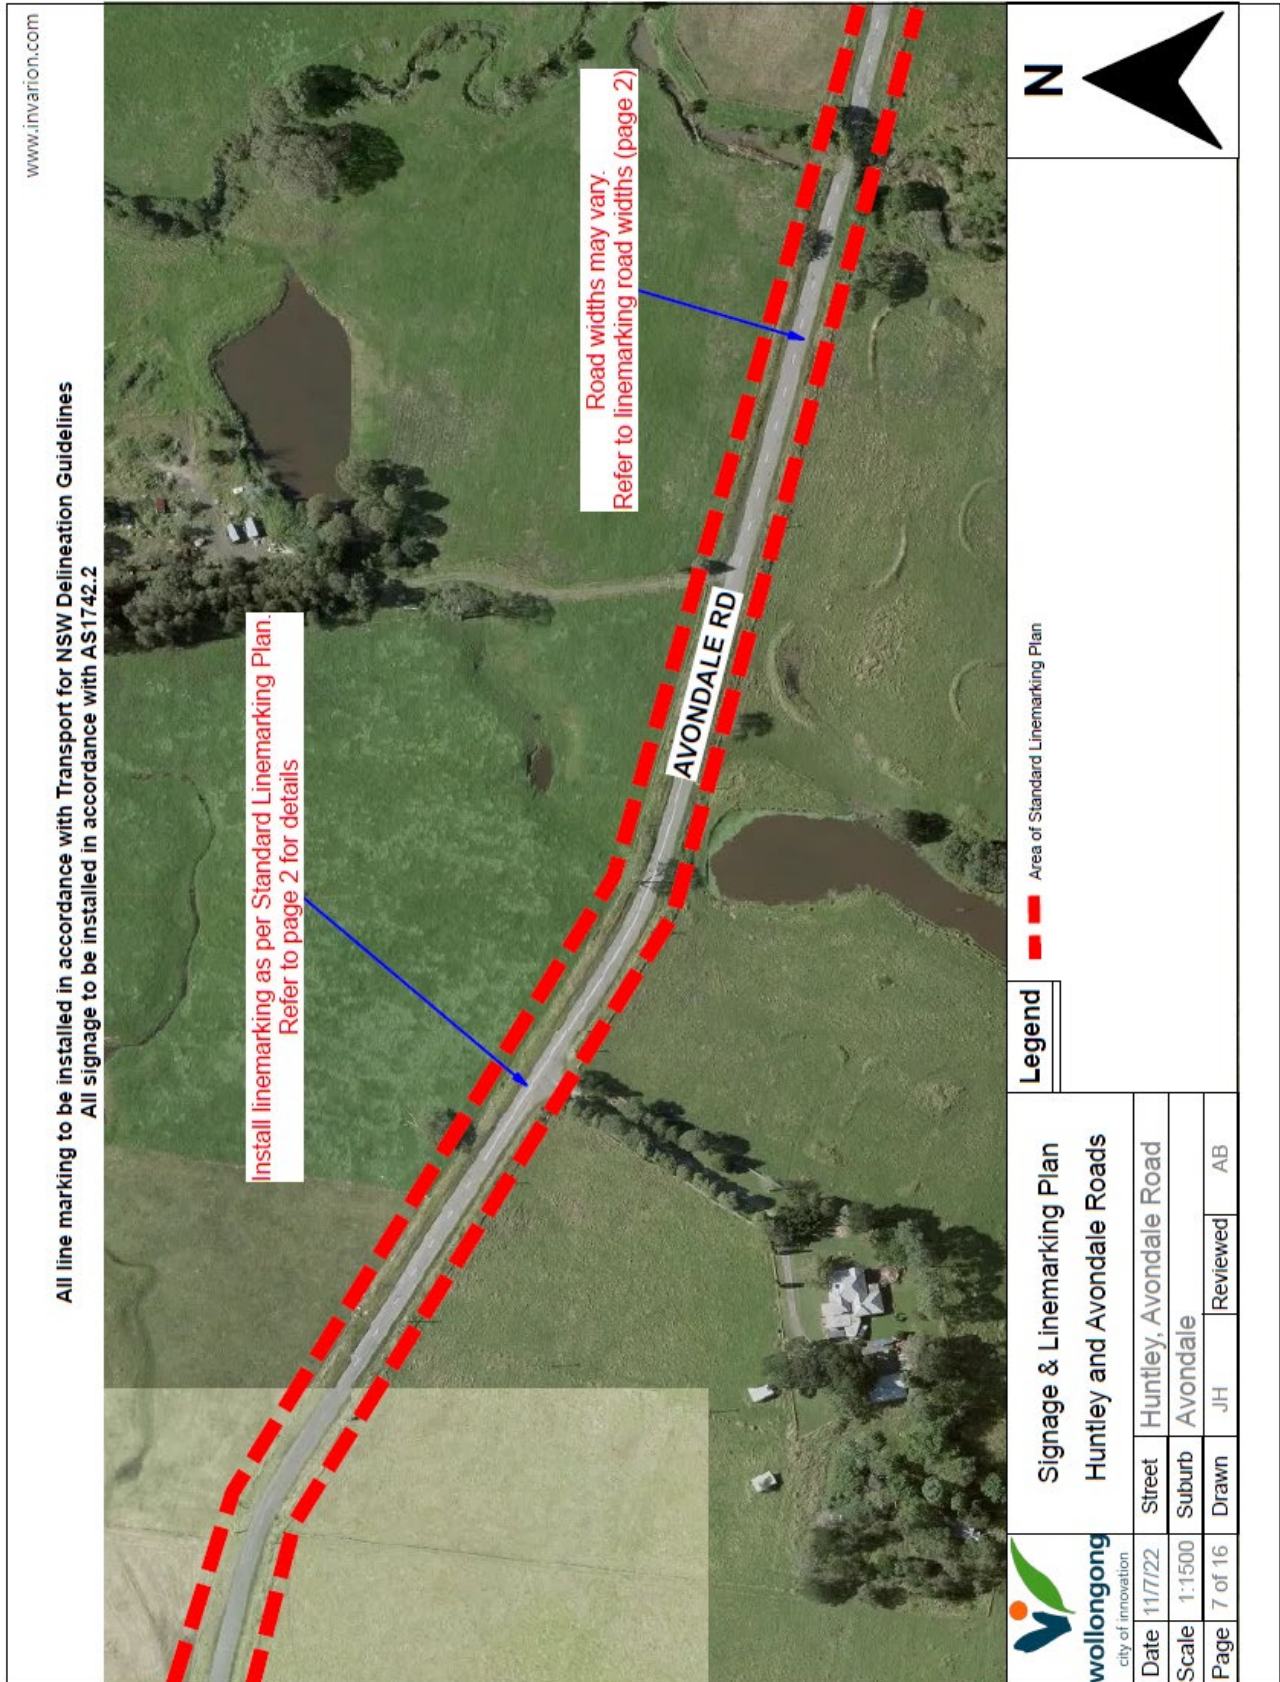 www.invarion.com
All line marking to be installed in accordance with Transport for NSW Delineation Guidelines
All signage to be installed in accordance with AS1742.2
Install linemarking as per Standard Linemarking Plan.
Refer to page 2 for details
Road widths may vary.
Refer to linemarking road widths (page 2)
AVONDALE RD
wollongong
city of innovation
Date 11/7/22
Scale 1:1500
Page 7 of 16
Signage & Linemarking Plan
Huntley and Avondale Roads
Street Huntley, Avondale Road
Suburb Avondale
Drawn JH Reviewed AB
Legend
Area of Standard Linemarking Plan
N